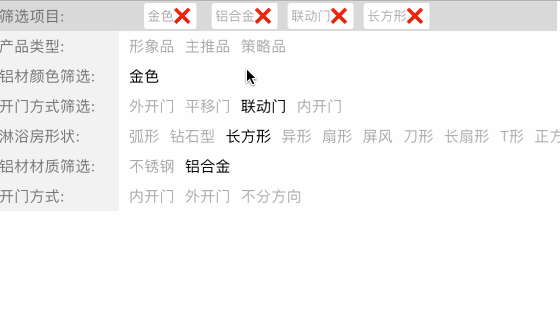 筛选项目: 金色 铝合金 联动门 长方形
产品类型: 形象品 主推品 策略品
铝材颜色筛选: 金色
开门方式筛选: 外开门 平移门 联动门 内开门
淋浴房形状: 弧形 钻石型 长方形 异形 扇形 屏风 刀形 长扇形 T形 正方
铝材材质筛选: 不锈钢 铝合金
开门方式: 内开门 外开门 不分方向